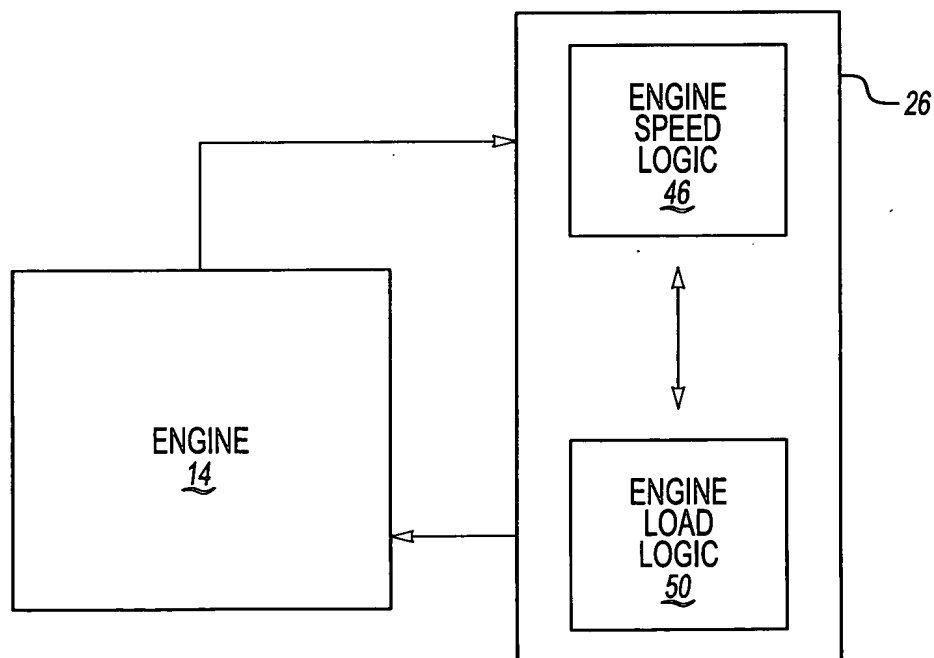 ENGINE
SPEED
LOGIC
46
26
ENGINE
14
ENGINE
LOAD
LOGIC
50